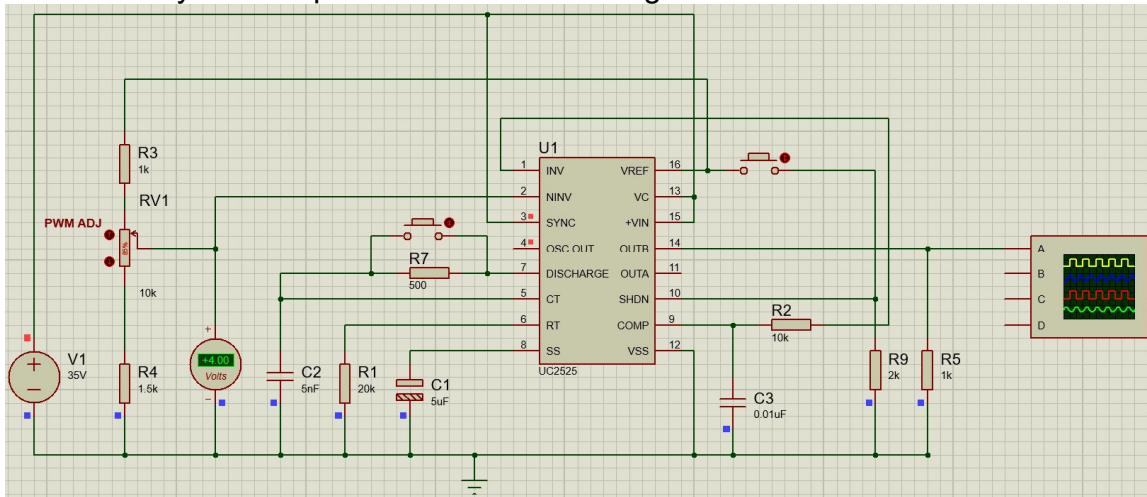 U1
R3
1k
RV1
PWM ADJ
85%
10k
1 INV VREF 16
2 NINV VC 13
3 SYNC +VIN 15
4 OSC OUT OUTB 14
7 DISCHARGE OUTA 11
5 CT SHDN 10
6 RT COMP 9
8 SS VSS 12
UC2525
R7
500
A
B
C
D
R2
10k
V1
35V
R4
1.5k
+4.00
Volts
C2
5nF
R1
20k
C1
5uF
C3
0.01uF
R9
2k
R5
1k